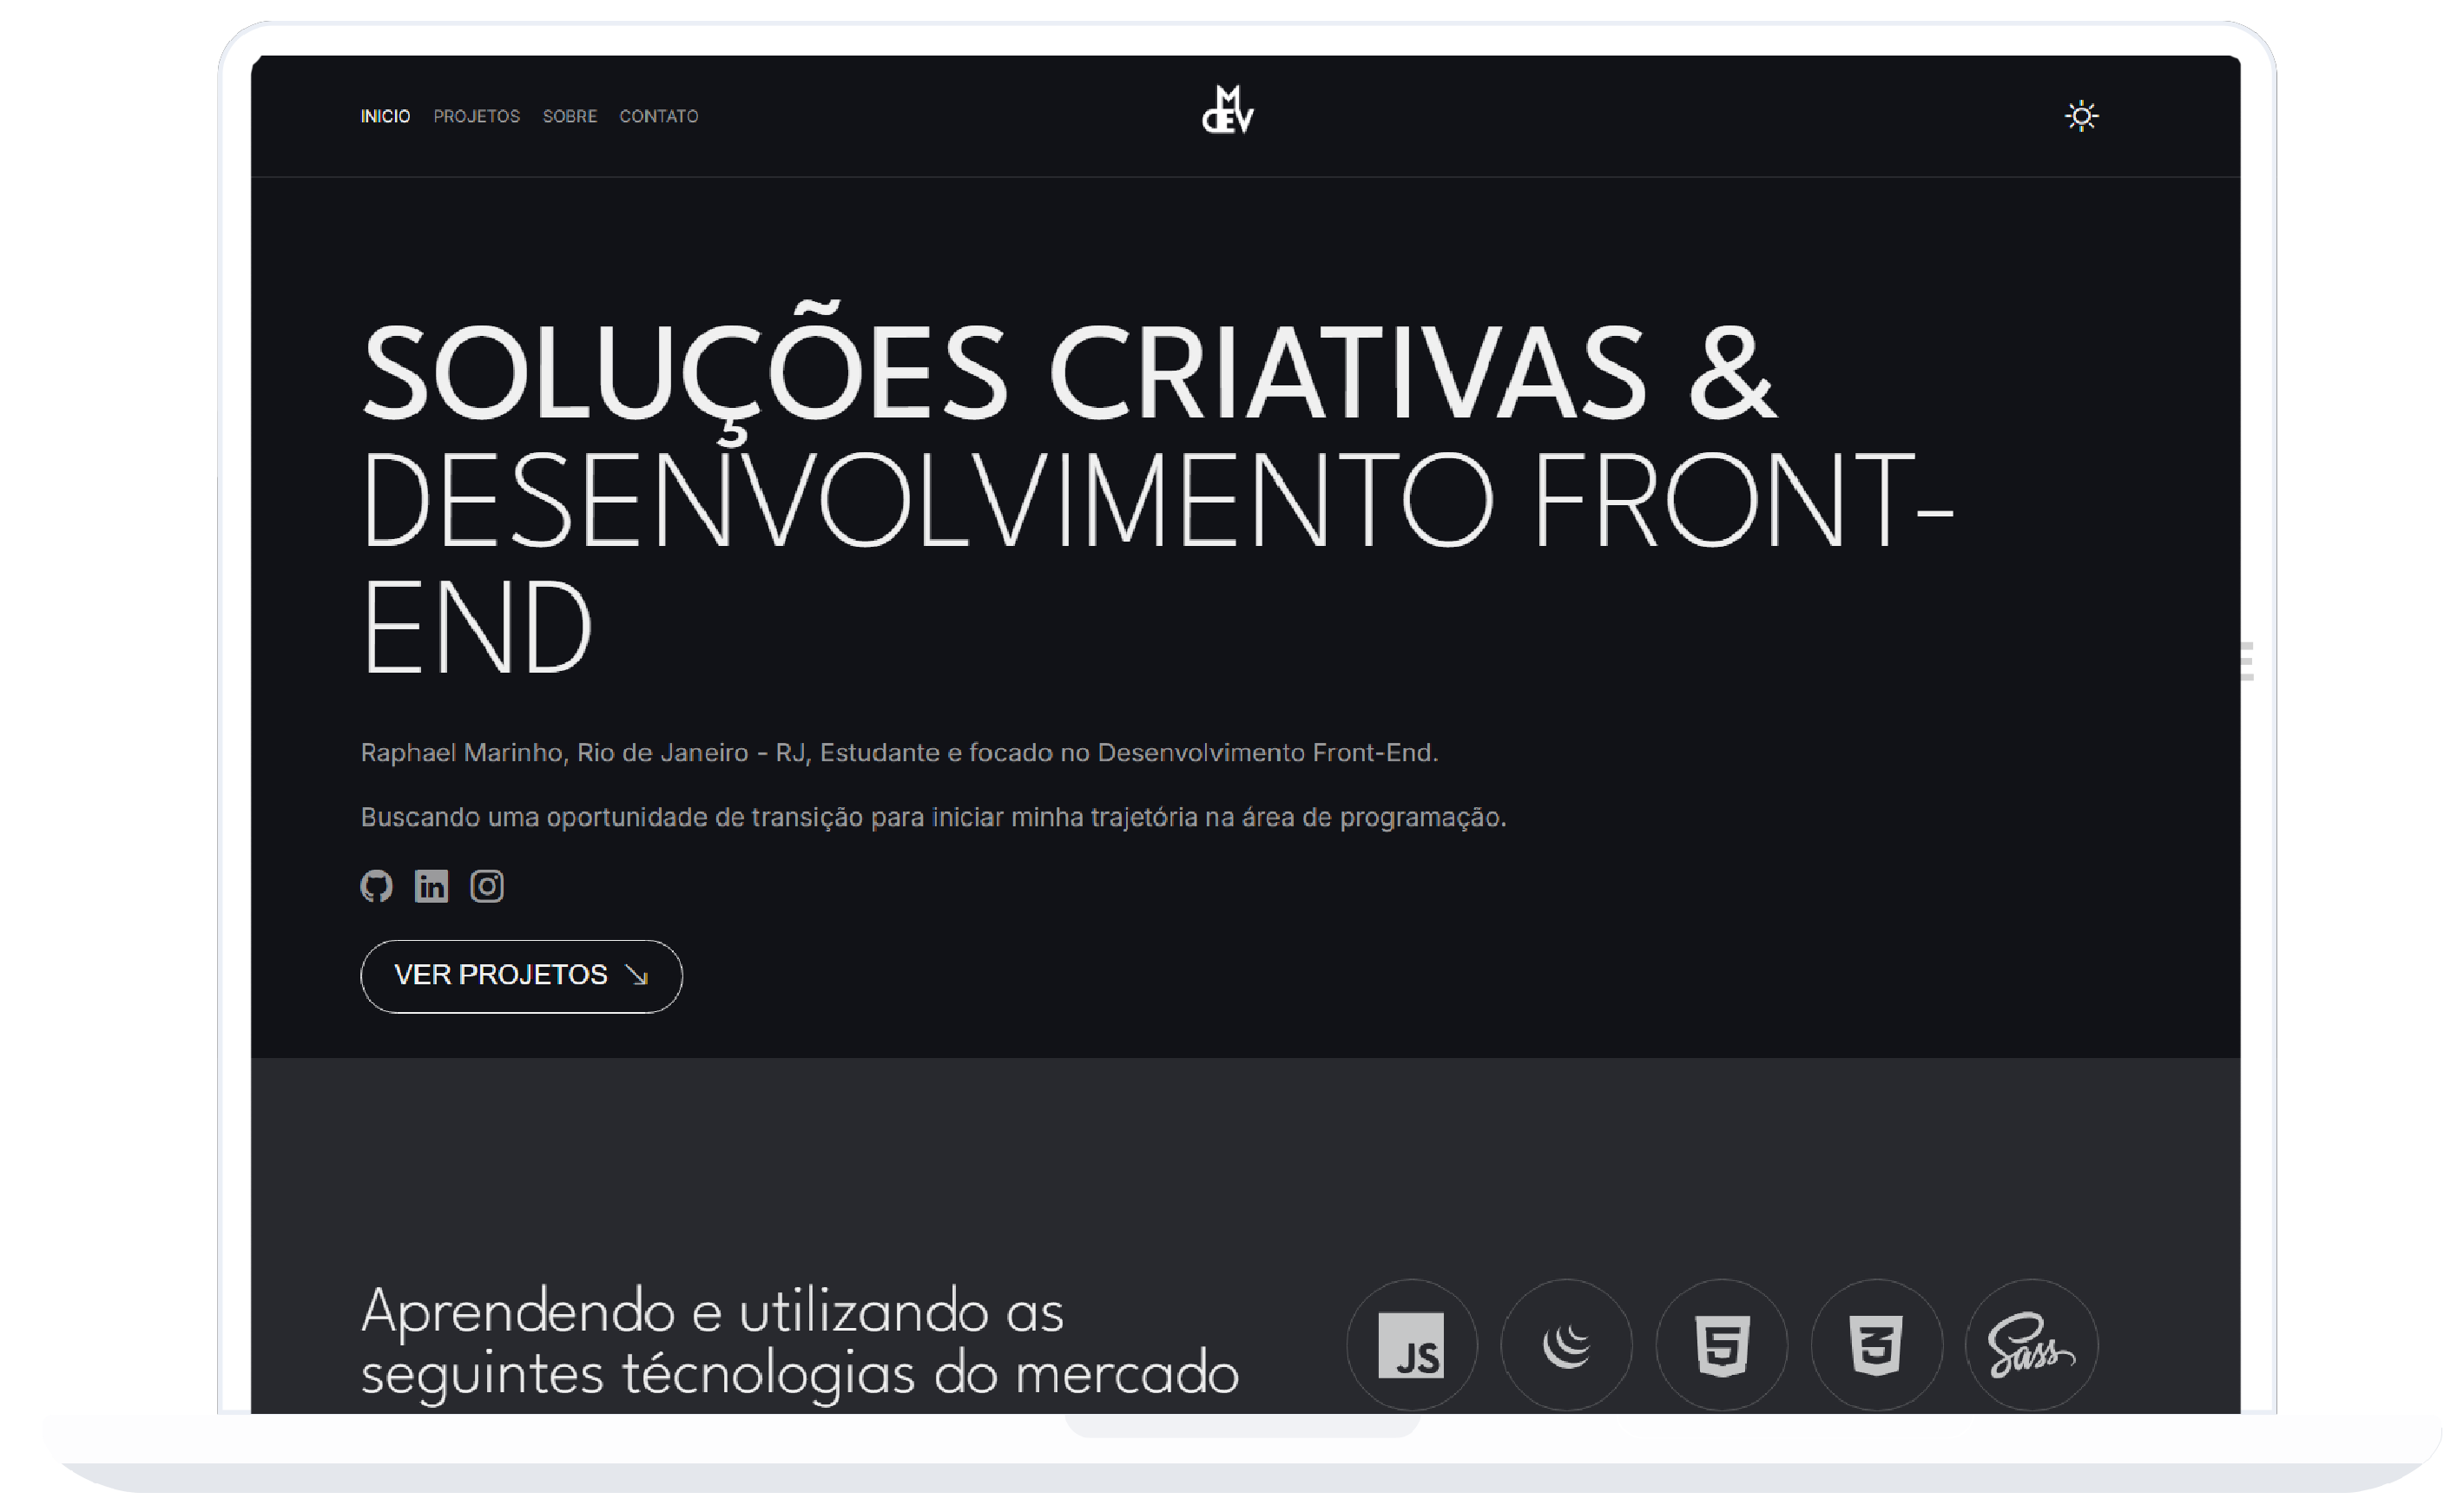 INICIO PROJETOS SOBRE CONTATO
M
DEV
SOLUÇÕES CRIATIVAS &
DESENVOLVIMENTO FRONT-
END
Raphael Marinho, Rio de Janeiro - RJ, Estudante e focado no Desenvolvimento Front-End.
Buscando uma oportunidade de transição para iniciar minha trajetória na área de programação.
in
VER PROJETOS
Aprendendo e utilizando as
seguintes técnologias do mercado
JS
5
3
Sass